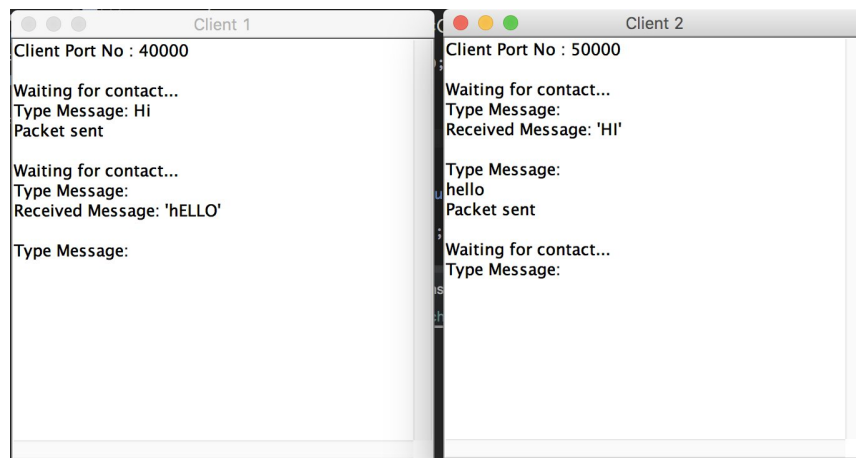 Client 1
Client Port No : 40000
Waiting for contact...
Type Message: Hi
Packet sent
Waiting for contact...
Type Message:
Received Message: 'hELLO'
Type Message:
Client 2
Client Port No : 50000
Waiting for contact...
Type Message:
Received Message: 'HI'
Type Message:
hello
Packet sent
Waiting for contact...
Type Message: